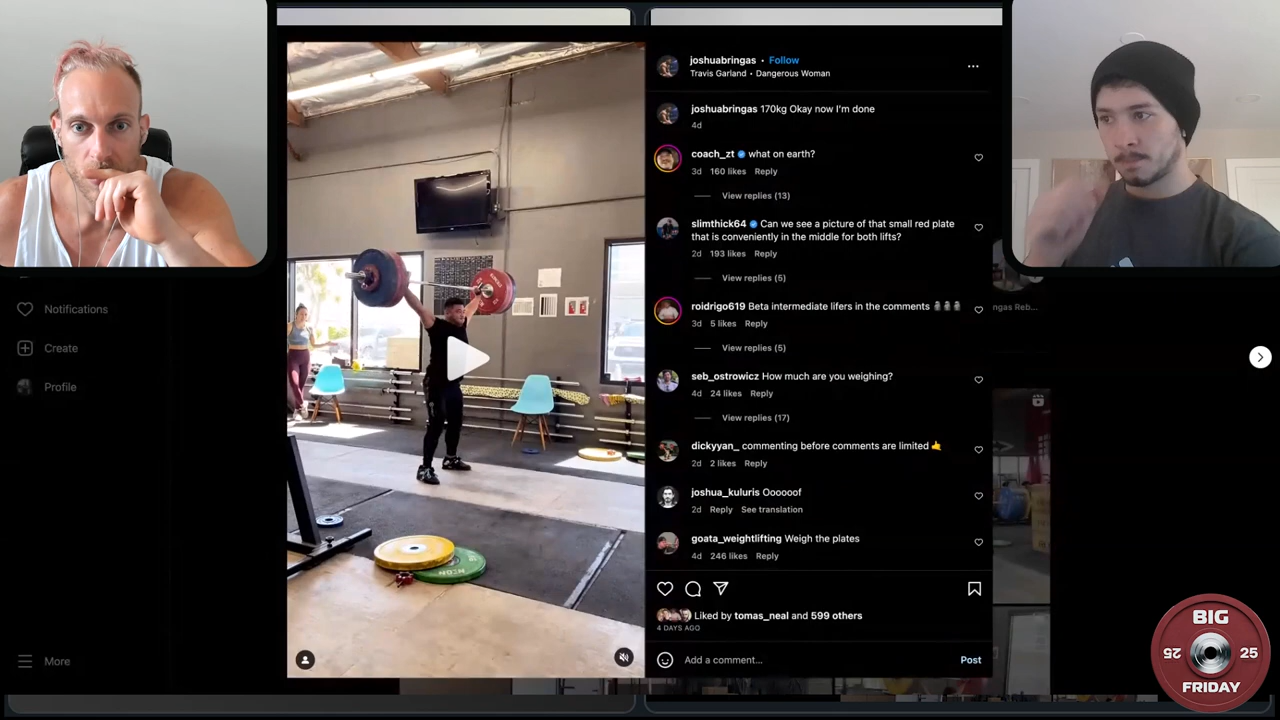 joshuabringas • Follow
Travis Garland • Dangerous Woman
joshuabringas 170kg Okay now I'm done
4d
coach_zt what on earth?
3d 160 likes Reply
View replies (13)
slimthick64 Can we see a picture of that small red plate
that is conveniently in the middle for both lifts?
2d 193 likes Reply
View replies (5)
roidrigo619 Beta intermediate lifers in the comments 🗿🗿🗿
3d 5 likes Reply
View replies (5)
seb_ostrowicz How much are you weighing?
4d 24 likes Reply
View replies (17)
dickyyan_ commenting before comments are limited 🤙
2d 2 likes Reply
joshua_kuluris Oooooof
2d Reply See translation
goata_weightlifting Weigh the plates
4d 246 likes Reply
Liked by tomas_neal and 599 others
4 DAYS AGO
Add a comment... Post
Notifications
Create
Profile
More
ngas Reb...
BIG
25 25
FRIDAY